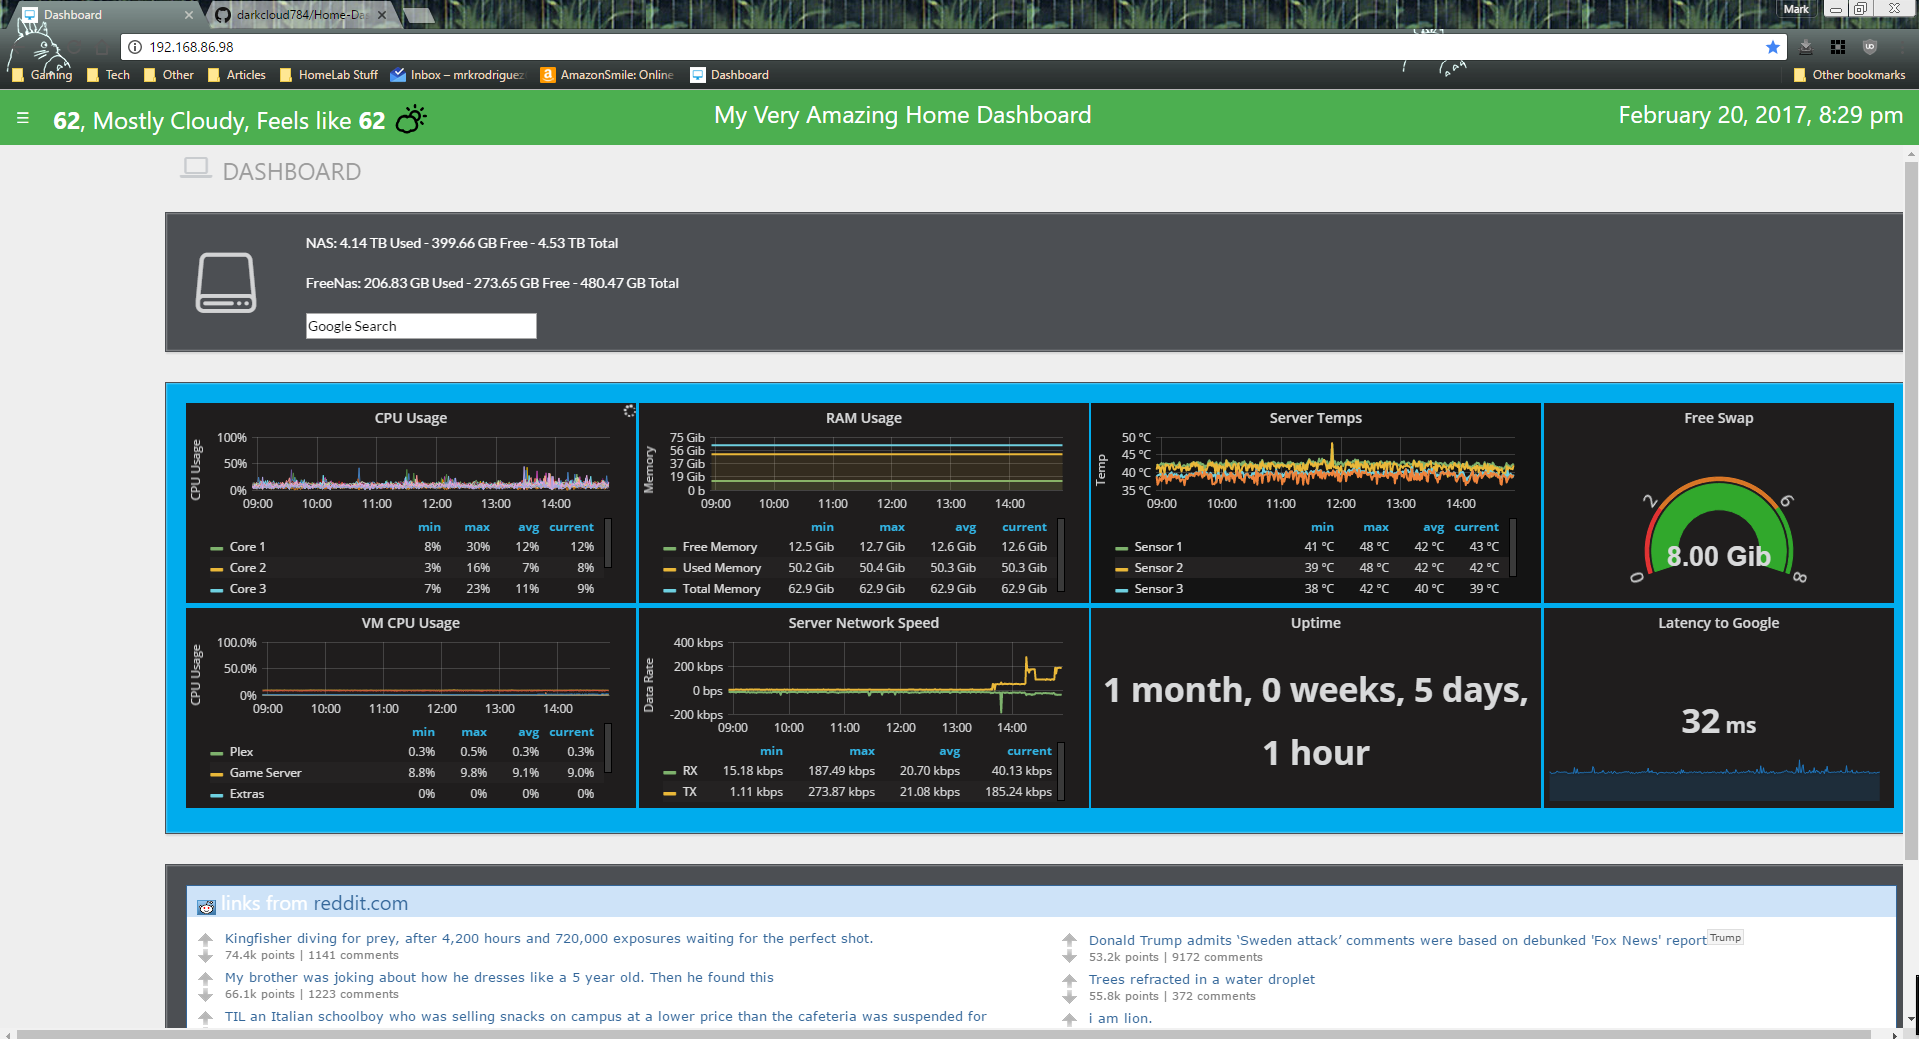 Dashboard
darkcloud784/Home-Da
Mark
192.168.86.98
Gaming Tech Other Articles HomeLab Stuff Inbox – mrkrodriguez AmazonSmile: Online Dashboard Other bookmarks
62, Mostly Cloudy, Feels like 62
My Very Amazing Home Dashboard
February 20, 2017, 8:29 pm
DASHBOARD
NAS: 4.14 TB Used - 399.66 GB Free - 4.53 TB Total
FreeNas: 206.83 GB Used - 273.65 GB Free - 480.47 GB Total
Google Search
CPU Usage
CPU Usage
100%
50%
0%
09:00 10:00 11:00 12:00 13:00 14:00
min max avg current
Core 1 8% 30% 12% 12%
Core 2 3% 16% 7% 8%
Core 3 7% 23% 11% 9%
RAM Usage
Memory
75 Gib
56 Gib
37 Gib
19 Gib
0 b
09:00 10:00 11:00 12:00 13:00 14:00
min max avg current
Free Memory 12.5 Gib 12.7 Gib 12.6 Gib 12.6 Gib
Used Memory 50.2 Gib 50.4 Gib 50.3 Gib 50.3 Gib
Total Memory 62.9 Gib 62.9 Gib 62.9 Gib 62.9 Gib
Server Temps
Temp
50 °C
45 °C
40 °C
35 °C
09:00 10:00 11:00 12:00 13:00 14:00
min max avg current
Sensor 1 41 °C 48 °C 42 °C 43 °C
Sensor 2 39 °C 48 °C 42 °C 42 °C
Sensor 3 38 °C 42 °C 40 °C 39 °C
Free Swap
2 6
8.00 Gib
0 8
VM CPU Usage
CPU Usage
100.0%
50.0%
0%
09:00 10:00 11:00 12:00 13:00 14:00
min max avg current
Plex 0.3% 0.5% 0.3% 0.3%
Game Server 8.8% 9.8% 9.1% 9.0%
Extras 0% 0% 0% 0%
Server Network Speed
Data Rate
400 kbps
200 kbps
0 bps
-200 kbps
09:00 10:00 11:00 12:00 13:00 14:00
min max avg current
RX 15.18 kbps 187.49 kbps 20.70 kbps 40.13 kbps
TX 1.11 kbps 273.87 kbps 21.08 kbps 185.24 kbps
Uptime
1 month, 0 weeks, 5 days,
1 hour
Latency to Google
32 ms
links from reddit.com
Kingfisher diving for prey, after 4,200 hours and 720,000 exposures waiting for the perfect shot.
74.4k points | 1141 comments
My brother was joking about how he dresses like a 5 year old. Then he found this
66.1k points | 1223 comments
TIL an Italian schoolboy who was selling snacks on campus at a lower price than the cafeteria was suspended for
Donald Trump admits ‘Sweden attack’ comments were based on debunked 'Fox News' report Trump
53.2k points | 9172 comments
Trees refracted in a water droplet
55.8k points | 372 comments
i am lion.